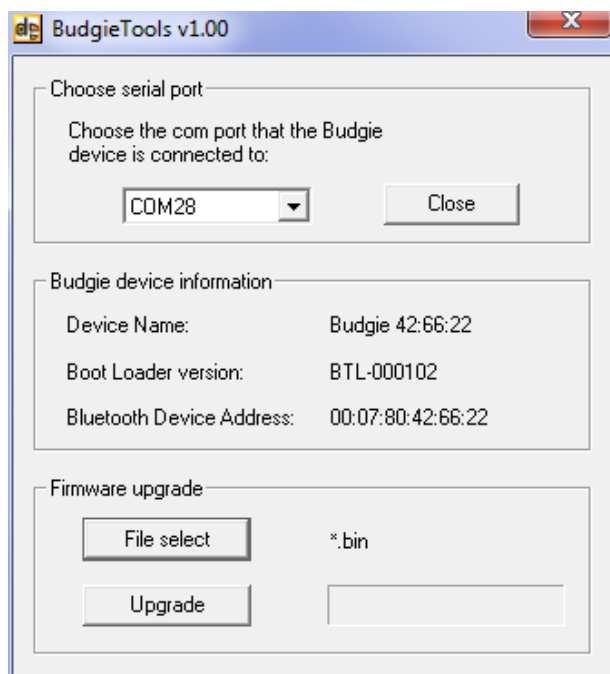 BudgieTools v1.00
Choose serial port
Choose the com port that the Budgie
device is connected to:
COM28 Close
Budgie device information
Device Name: Budgie 42:66:22
Boot Loader version: BTL-000102
Bluetooth Device Address: 00:07:80:42:66:22
Firmware upgrade
File select *.bin
Upgrade